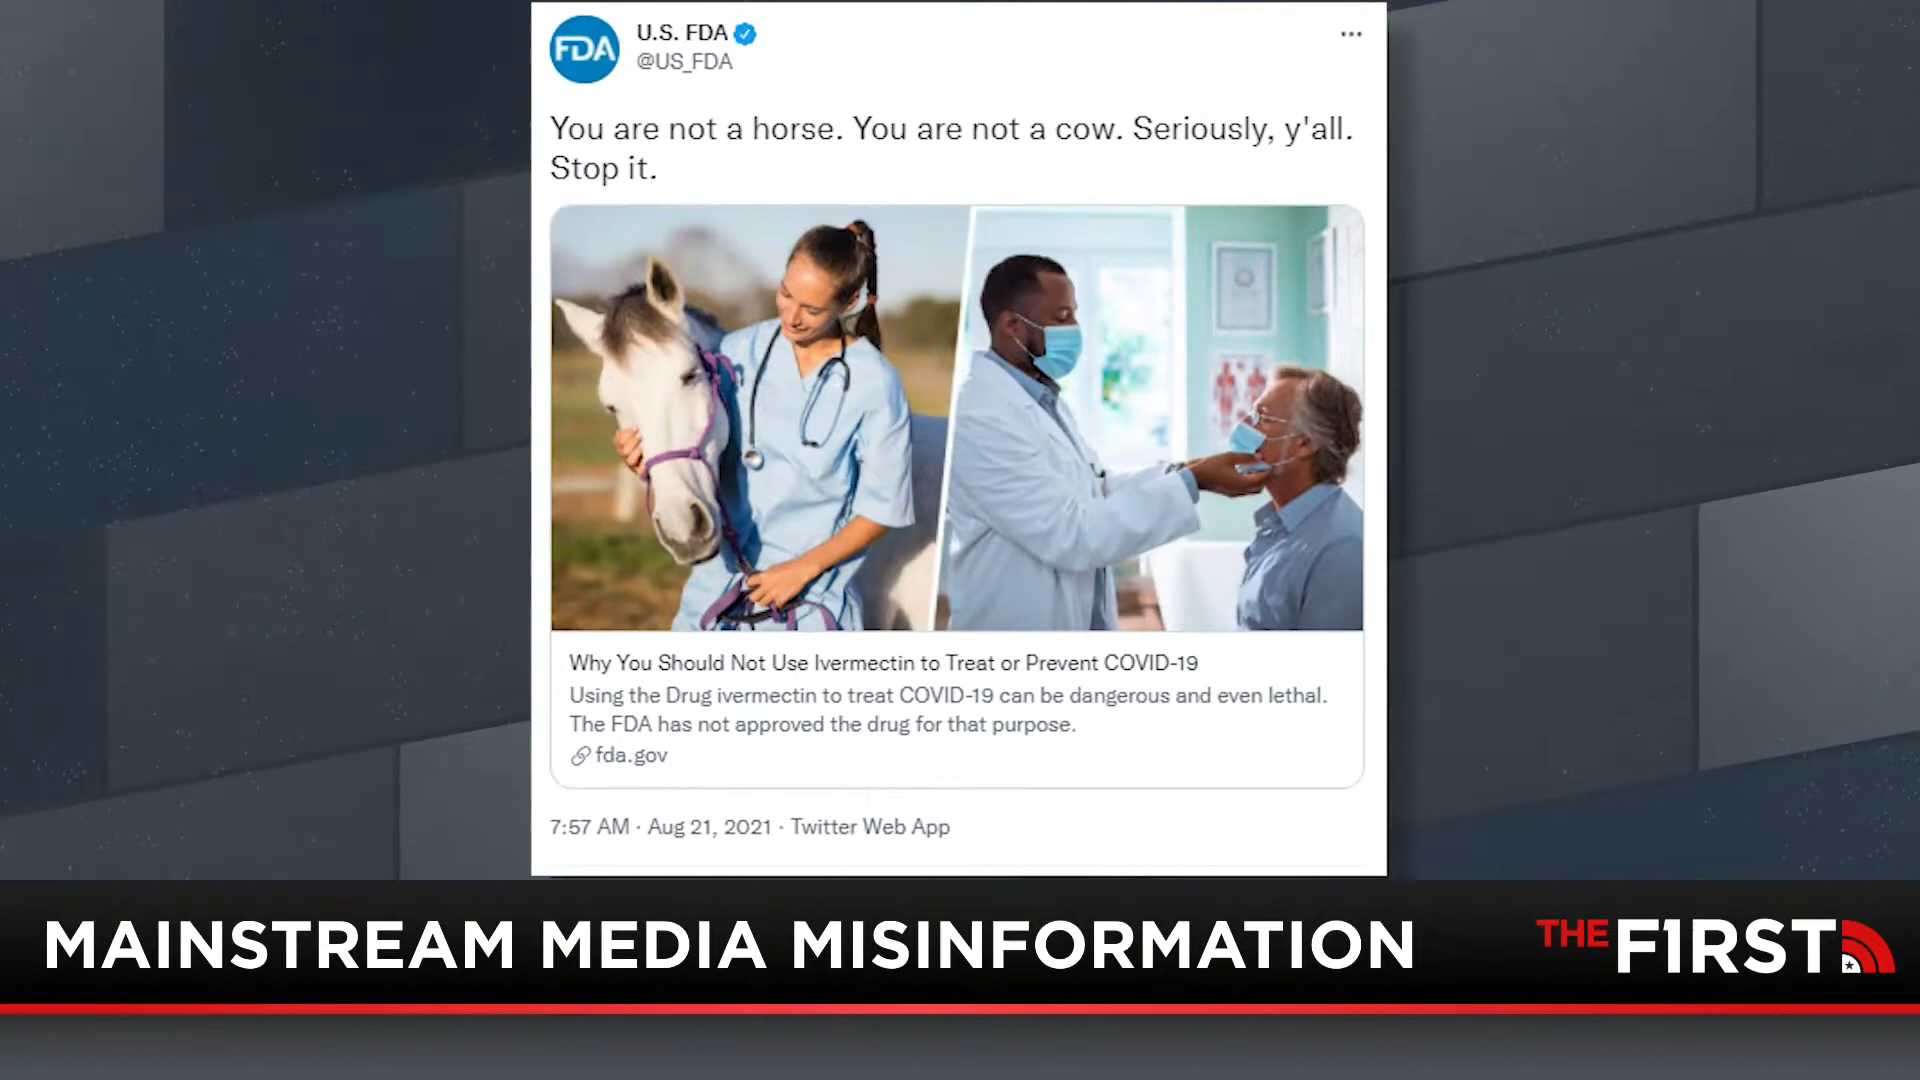 FDA
U.S. FDA
@US_FDA
You are not a horse. You are not a cow. Seriously, y'all.
Stop it.
Why You Should Not Use Ivermectin to Treat or Prevent COVID-19
Using the Drug ivermectin to treat COVID-19 can be dangerous and even lethal.
The FDA has not approved the drug for that purpose.
fda.gov
7:57 AM · Aug 21, 2021 · Twitter Web App
MAINSTREAM MEDIA MISINFORMATION
THE F1RST